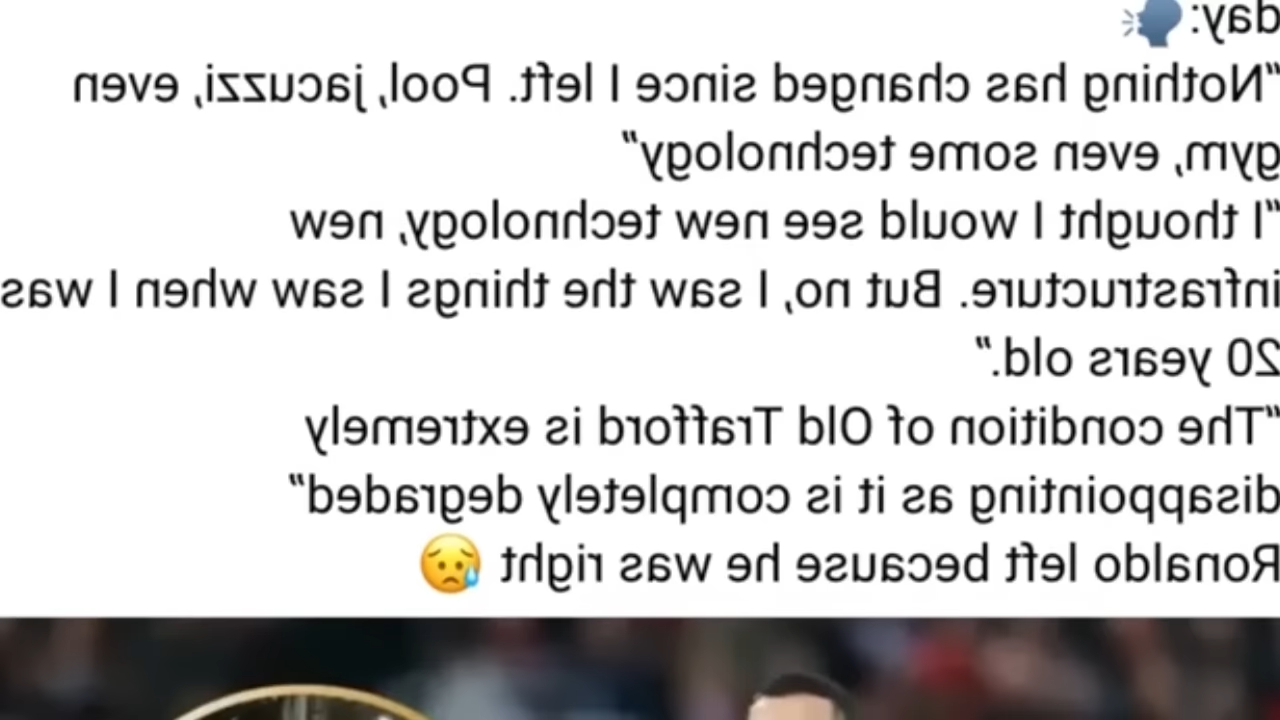 day: 🗣
"Nothing has changed since I left. Pool, jacuzzi, even
gym, even some technology"
"I thought I would see new technology, new
infrastructure. But no, I saw the things I saw when I was
20 years old."
"The condition of Old Trafford is extremely
disappointing as it is completely degraded"
Ronaldo left because he was right 😥